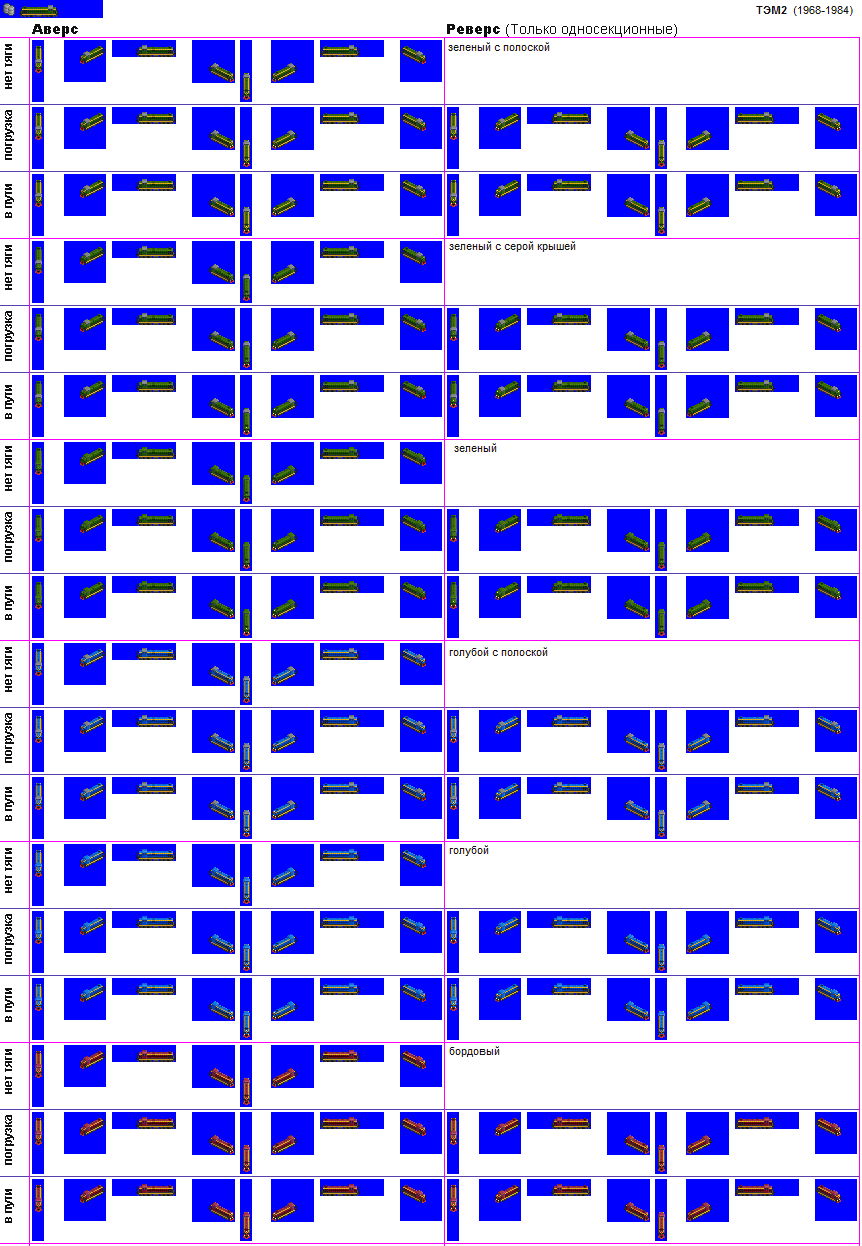 ТЭМ2 (1968-1984)
Аверс
Реверс (Только односекционные)
нет тяги
зеленый с полоской
погрузка
в пути
нет тяги
зеленый с серой крышей
погрузка
в пути
нет тяги
зеленый
погрузка
в пути
нет тяги
голубой с полоской
погрузка
в пути
нет тяги
голубой
погрузка
в пути
нет тяги
бордовый
погрузка
в пути